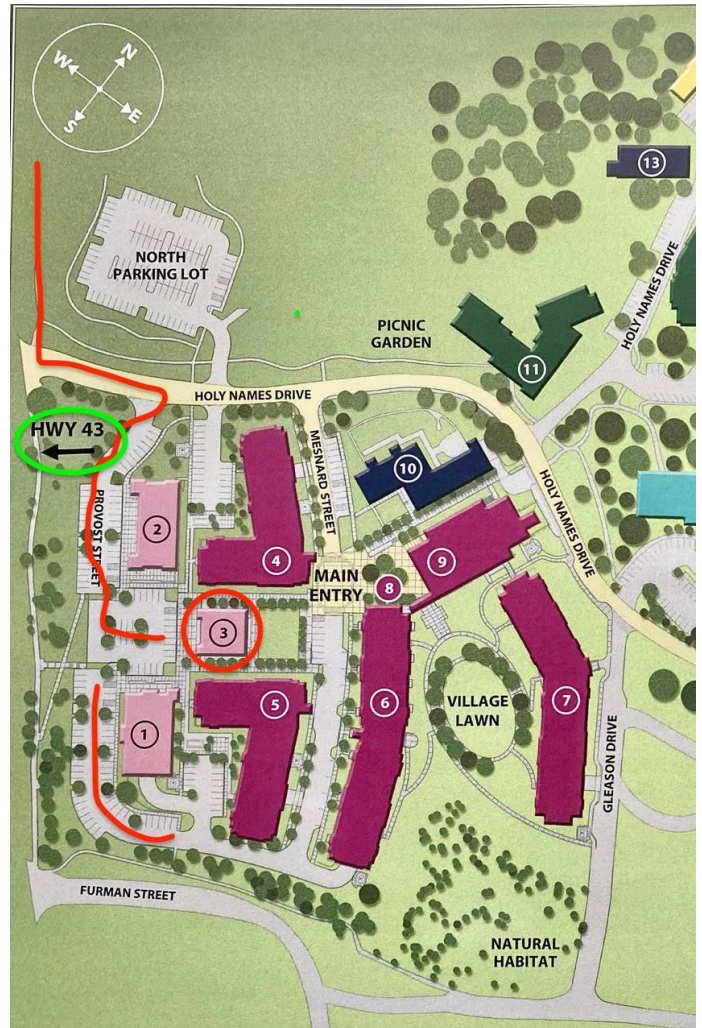 N
W
E
S
13
NORTH
PARKING LOT
HOLY NAMES DRIVE
PICNIC
GARDEN
11
HOLY NAMES DRIVE
HWY 43
MESNARD STREET
10
HOLY NAMES DRIVE
PROVOST STREET
2
4
9
MAIN
ENTRY
8
3
5
6
7
VILLAGE
LAWN
1
GLEASON DRIVE
FURMAN STREET
NATURAL
HABITAT